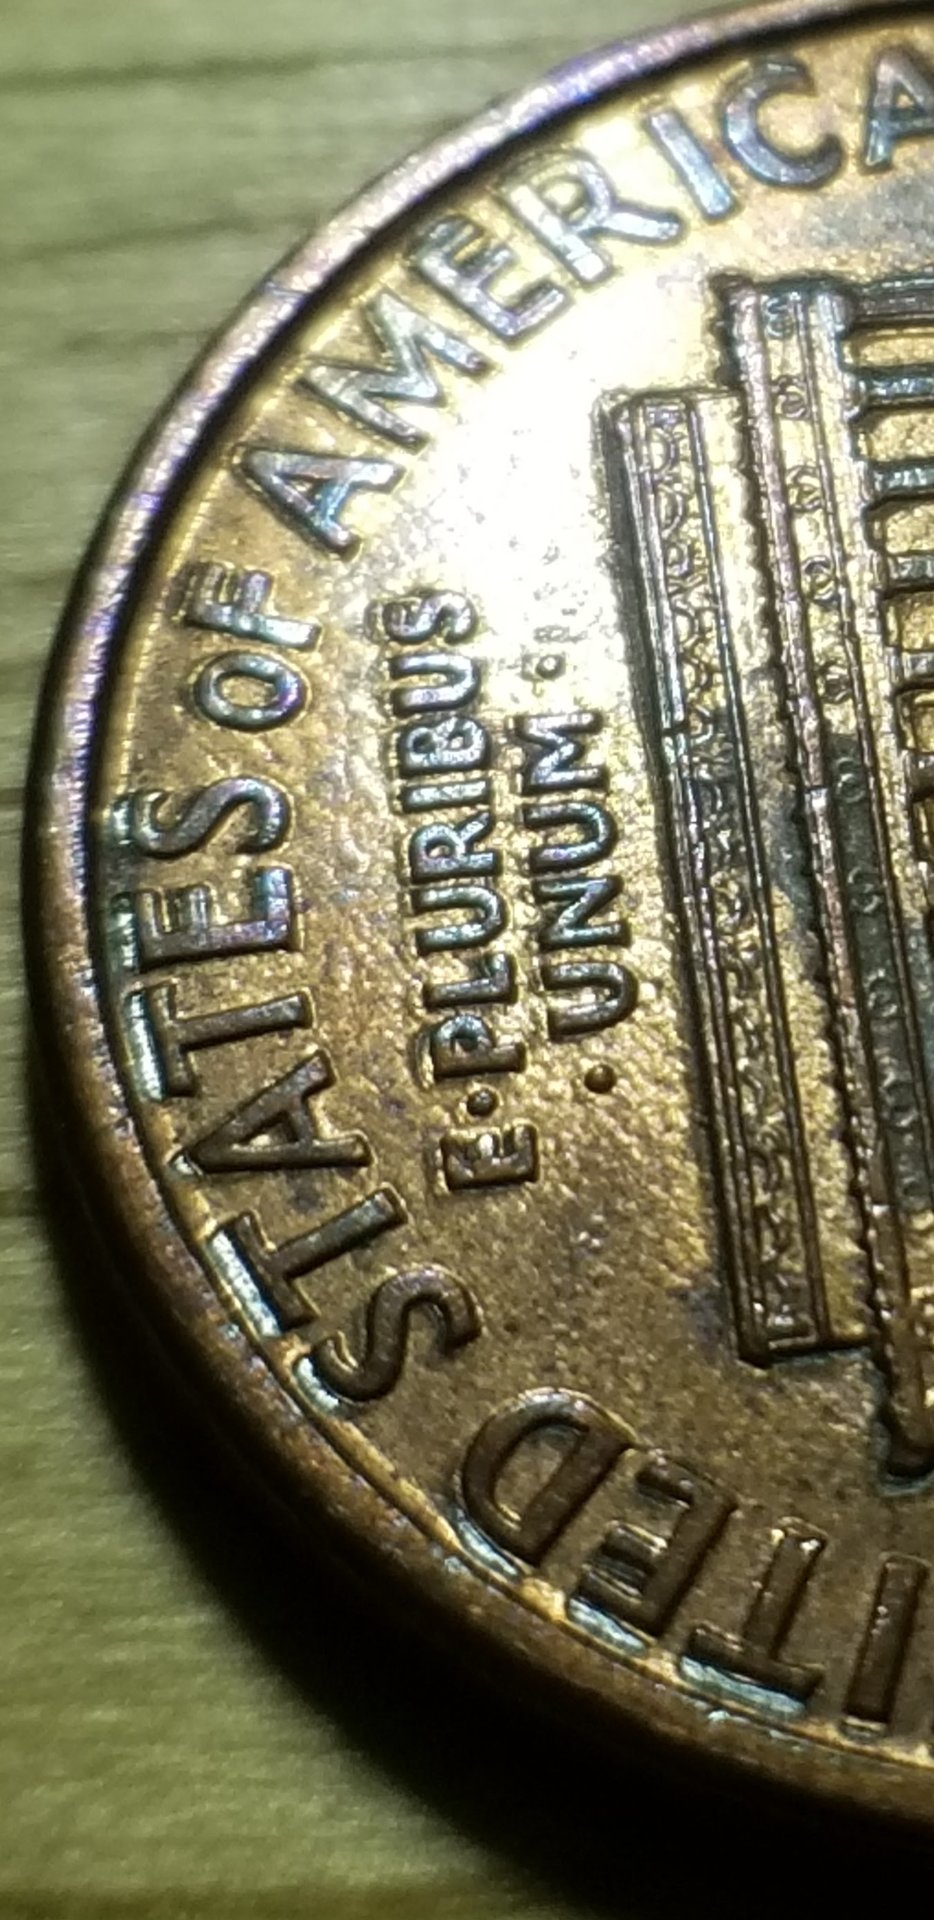 ITED STATES OF AMERICA
E·PLURIBUS
·UNUM·